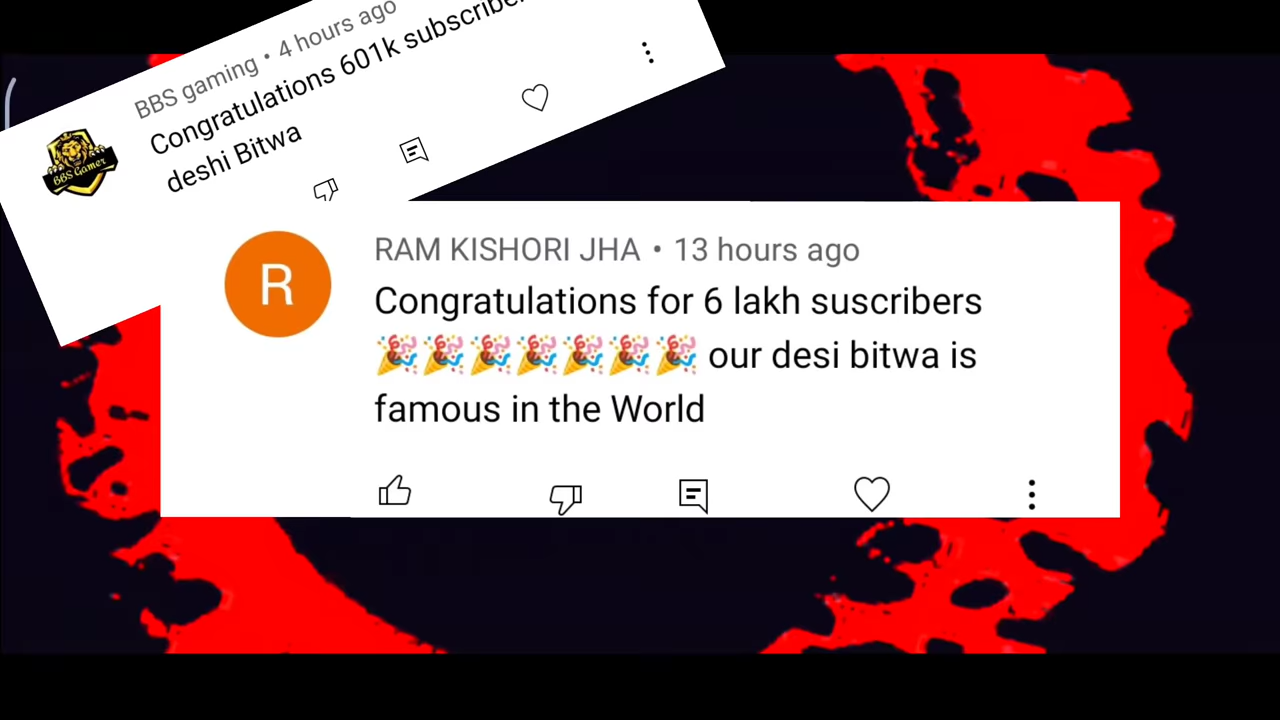 BBS gaming • 4 hours ago
Congratulations 601k subscriber
deshi Bitwa
BBS Gamer
R
RAM KISHORI JHA • 13 hours ago
Congratulations for 6 lakh suscribers
🎉🎉🎉🎉🎉🎉🎉 our desi bitwa is
famous in the World